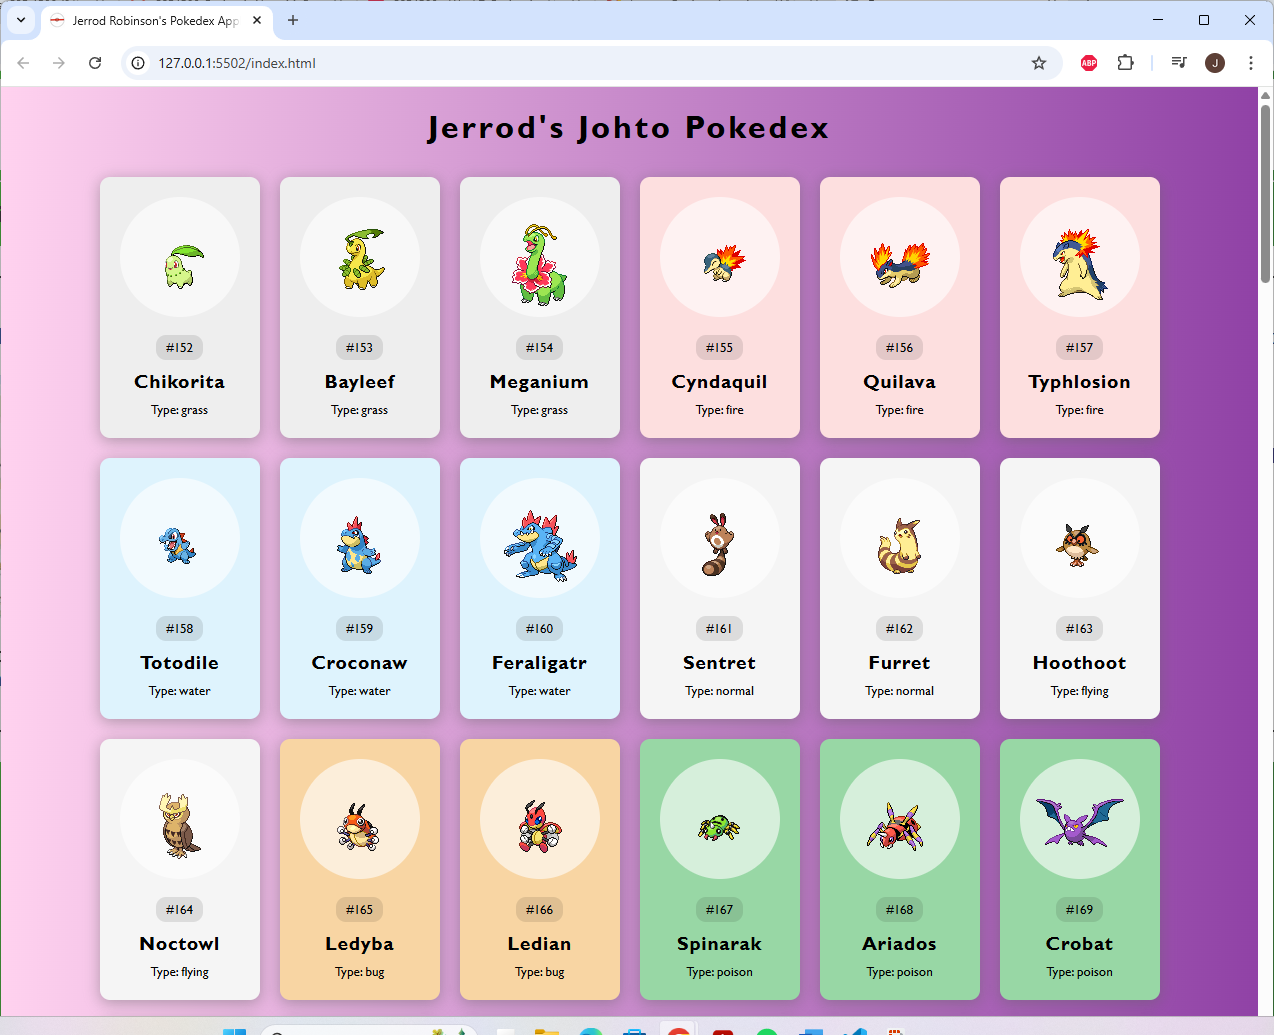 Jerrod Robinson's Pokedex App
127.0.0.1:5502/index.html
ABP
J
Jerrod's Johto Pokedex
#152
Chikorita
Type: grass
#153
Bayleef
Type: grass
#154
Meganium
Type: grass
#155
Cyndaquil
Type: fire
#156
Quilava
Type: fire
#157
Typhlosion
Type: fire
#158
Totodile
Type: water
#159
Croconaw
Type: water
#160
Feraligatr
Type: water
#161
Sentret
Type: normal
#162
Furret
Type: normal
#163
Hoothoot
Type: flying
#164
Noctowl
Type: flying
#165
Ledyba
Type: bug
#166
Ledian
Type: bug
#167
Spinarak
Type: poison
#168
Ariados
Type: poison
#169
Crobat
Type: poison